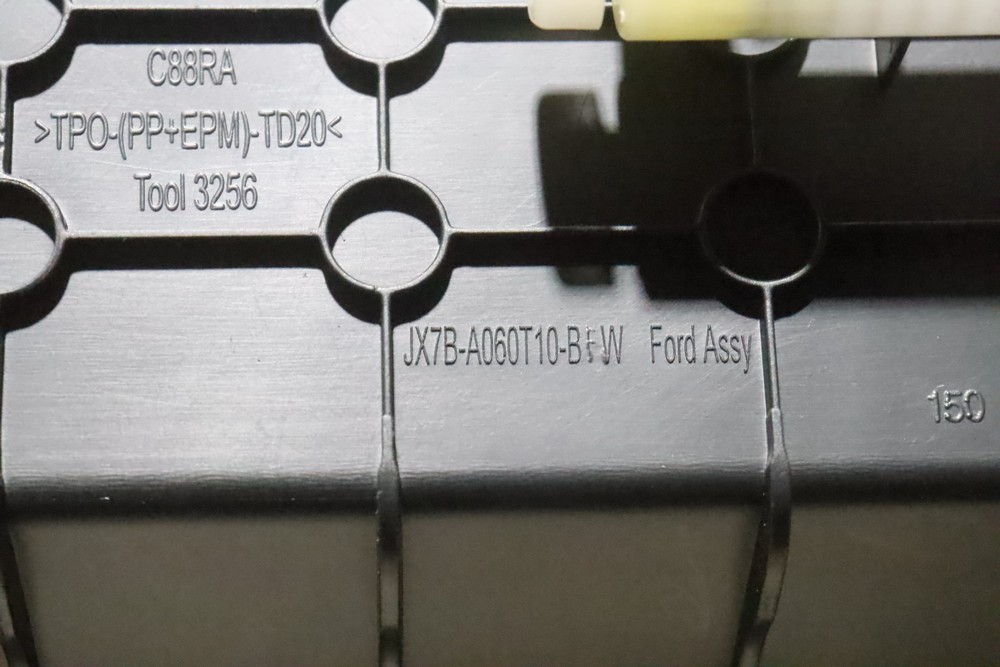 C88RA
>TPO-(PP+EPM)-TD20<
Tool 3256
Ford Assy
150